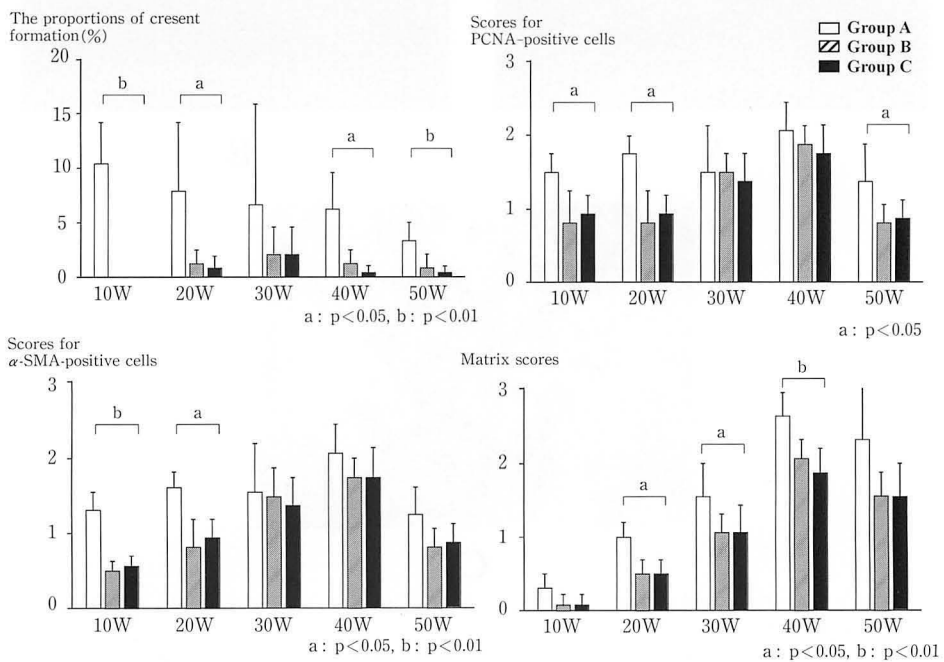 The proportions of cresent
formation(%)
20
15
10
5
0
b
a
a
b
10W 20W 30W 40W 50W
a : p<0.05, b : p<0.01
Scores for
PCNA-positive cells
Group A
Group B
Group C
3
2
1
0
a
a
a
10W 20W 30W 40W 50W
a : p<0.05
Scores for
α-SMA-positive cells
3
2
1
0
b
a
10W 20W 30W 40W 50W
a : p<0.05, b : p<0.01
Matrix scores
3
2
1
0
a
a
b
10W 20W 30W 40W 50W
a : p<0.05, b : p<0.01